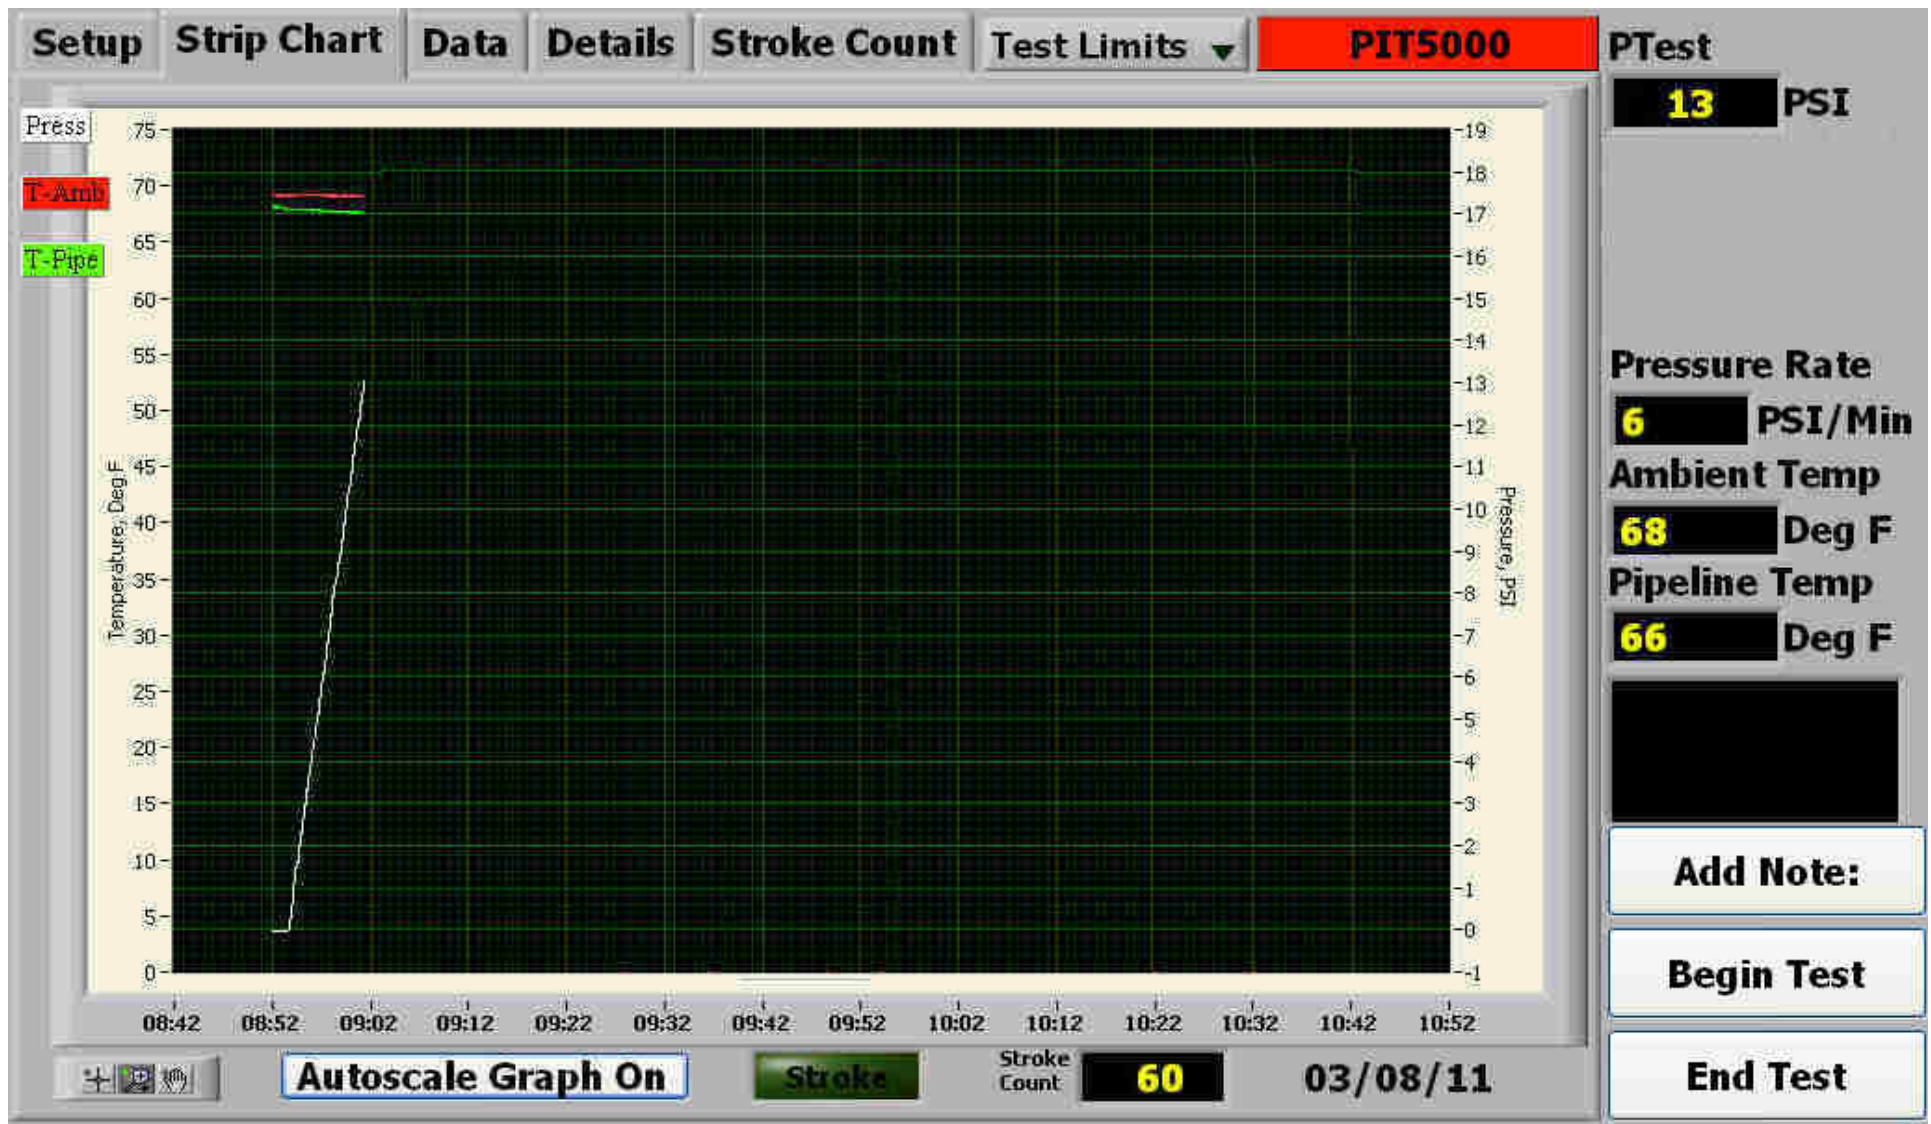 Setup Strip Chart Data Details Stroke Count Test Limits PIT5000 PTest
13 PSI
Press
T-Amb
T-Pipe
75
70
65
60
55
50
45
40
35
30
25
20
15
10
5
0
Temperature, Deg F
19
18
17
16
15
14
13
12
11
10
9
8
7
6
5
4
3
2
1
0
-1
Pressure, PSI
08:42 08:52 09:02 09:12 09:22 09:32 09:42 09:52 10:02 10:12 10:22 10:32 10:42 10:52
Pressure Rate
6 PSI/Min
Ambient Temp
68 Deg F
Pipeline Temp
66 Deg F
Add Note:
Begin Test
End Test
Autoscale Graph On
Stroke
Stroke
Count
60
03/08/11